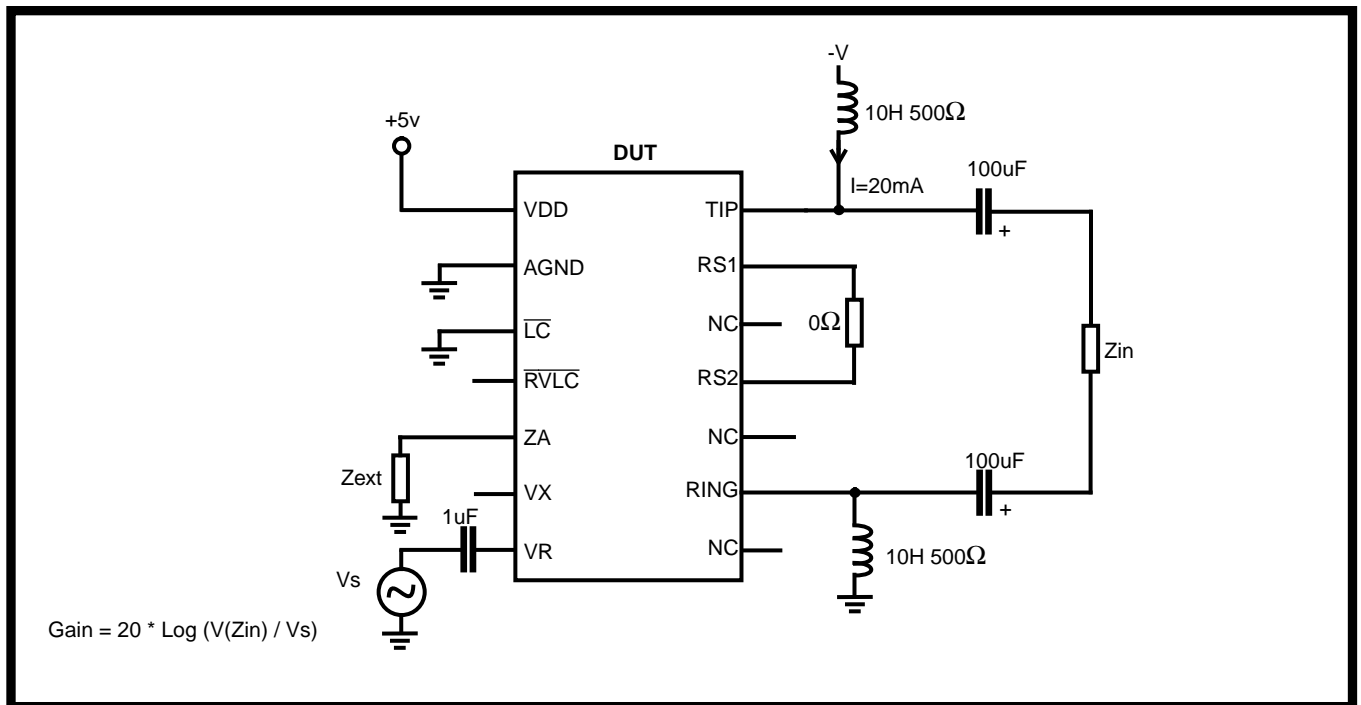 -V
10H 500Ω
+5v
DUT
100uF
I=20mA
+
VDD
TIP
AGND
RS1
LC
NC
0Ω
Zin
RVLC
RS2
ZA
NC
Zext
100uF
VX
RING
+
1uF
VR
NC
10H 500Ω
Vs
Gain = 20 * Log (V(Zin) / Vs)